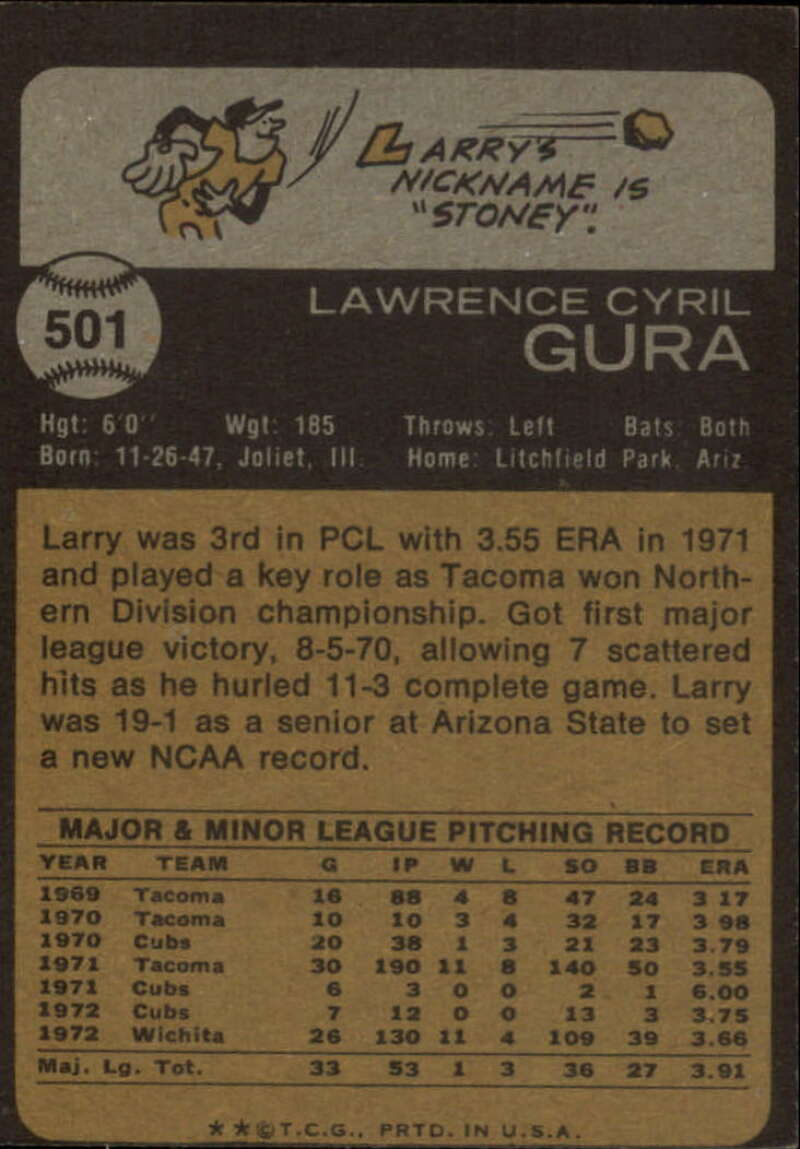 LARRY'S
NICKNAME IS
"STONEY".
501
LAWRENCE CYRIL
GURA
Hgt: 6'0" Wgt: 185 Throws: Left Bats: Both
Born: 11-26-47, Joliet, Ill. Home: Litchfield Park, Ariz.
Larry was 3rd in PCL with 3.55 ERA in 1971
and played a key role as Tacoma won North-
ern Division championship. Got first major
league victory, 8-5-70, allowing 7 scattered
hits as he hurled 11-3 complete game. Larry
was 19-1 as a senior at Arizona State to set
a new NCAA record.
MAJOR & MINOR LEAGUE PITCHING RECORD
YEAR TEAM G IP W L SO BB ERA
1969 Tacoma 16 88 4 8 47 24 3.17
1970 Tacoma 10 10 3 4 32 17 3.98
1970 Cubs 20 38 1 3 21 23 3.79
1971 Tacoma 30 190 11 8 140 50 3.55
1971 Cubs 6 3 0 0 2 1 6.00
1972 Cubs 7 12 0 0 13 3 3.75
1972 Wichita 26 130 11 4 109 39 3.66
Maj. Lg. Tot. 33 53 1 3 36 27 3.91
**©T.C.G., PRTD. IN U.S.A.